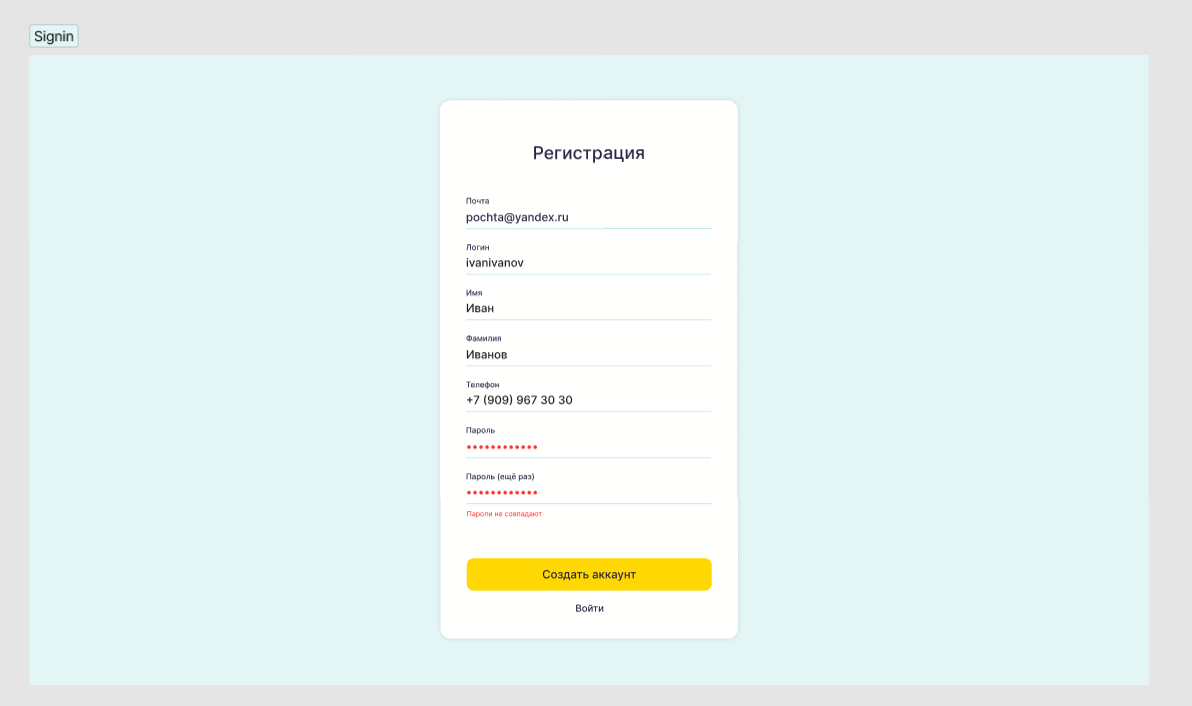 Signin
Регистрация
Почта
pochta@yandex.ru
Логин
ivanivanov
Имя
Иван
Фамилия
Иванов
Телефон
+7 (909) 967 30 30
Пароль
••••••••••••
Пароль (ещё раз)
••••••••••••
Пароли не совпадают
Создать аккаунт
Войти